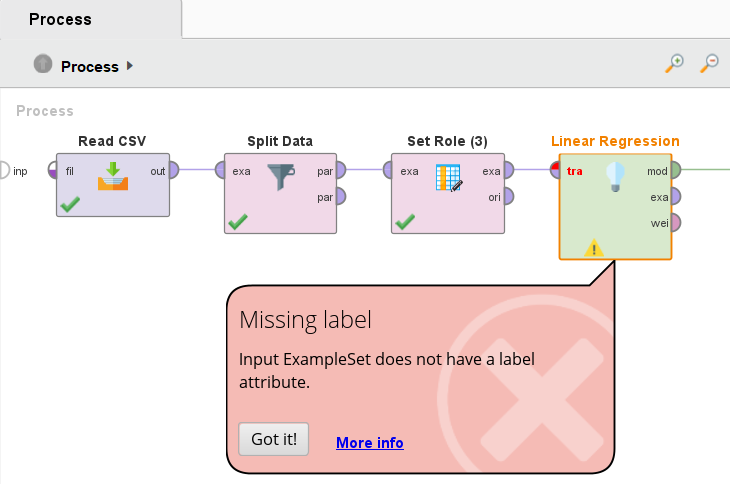 Process
Process
Process
Read CSV
Split Data
Set Role (3)
Linear Regression
inp
fil
out
exa
par
par
exa
exa
ori
tra
mod
exa
wei
Missing label
Input ExampleSet does not have a label
attribute.
Got it!
More info